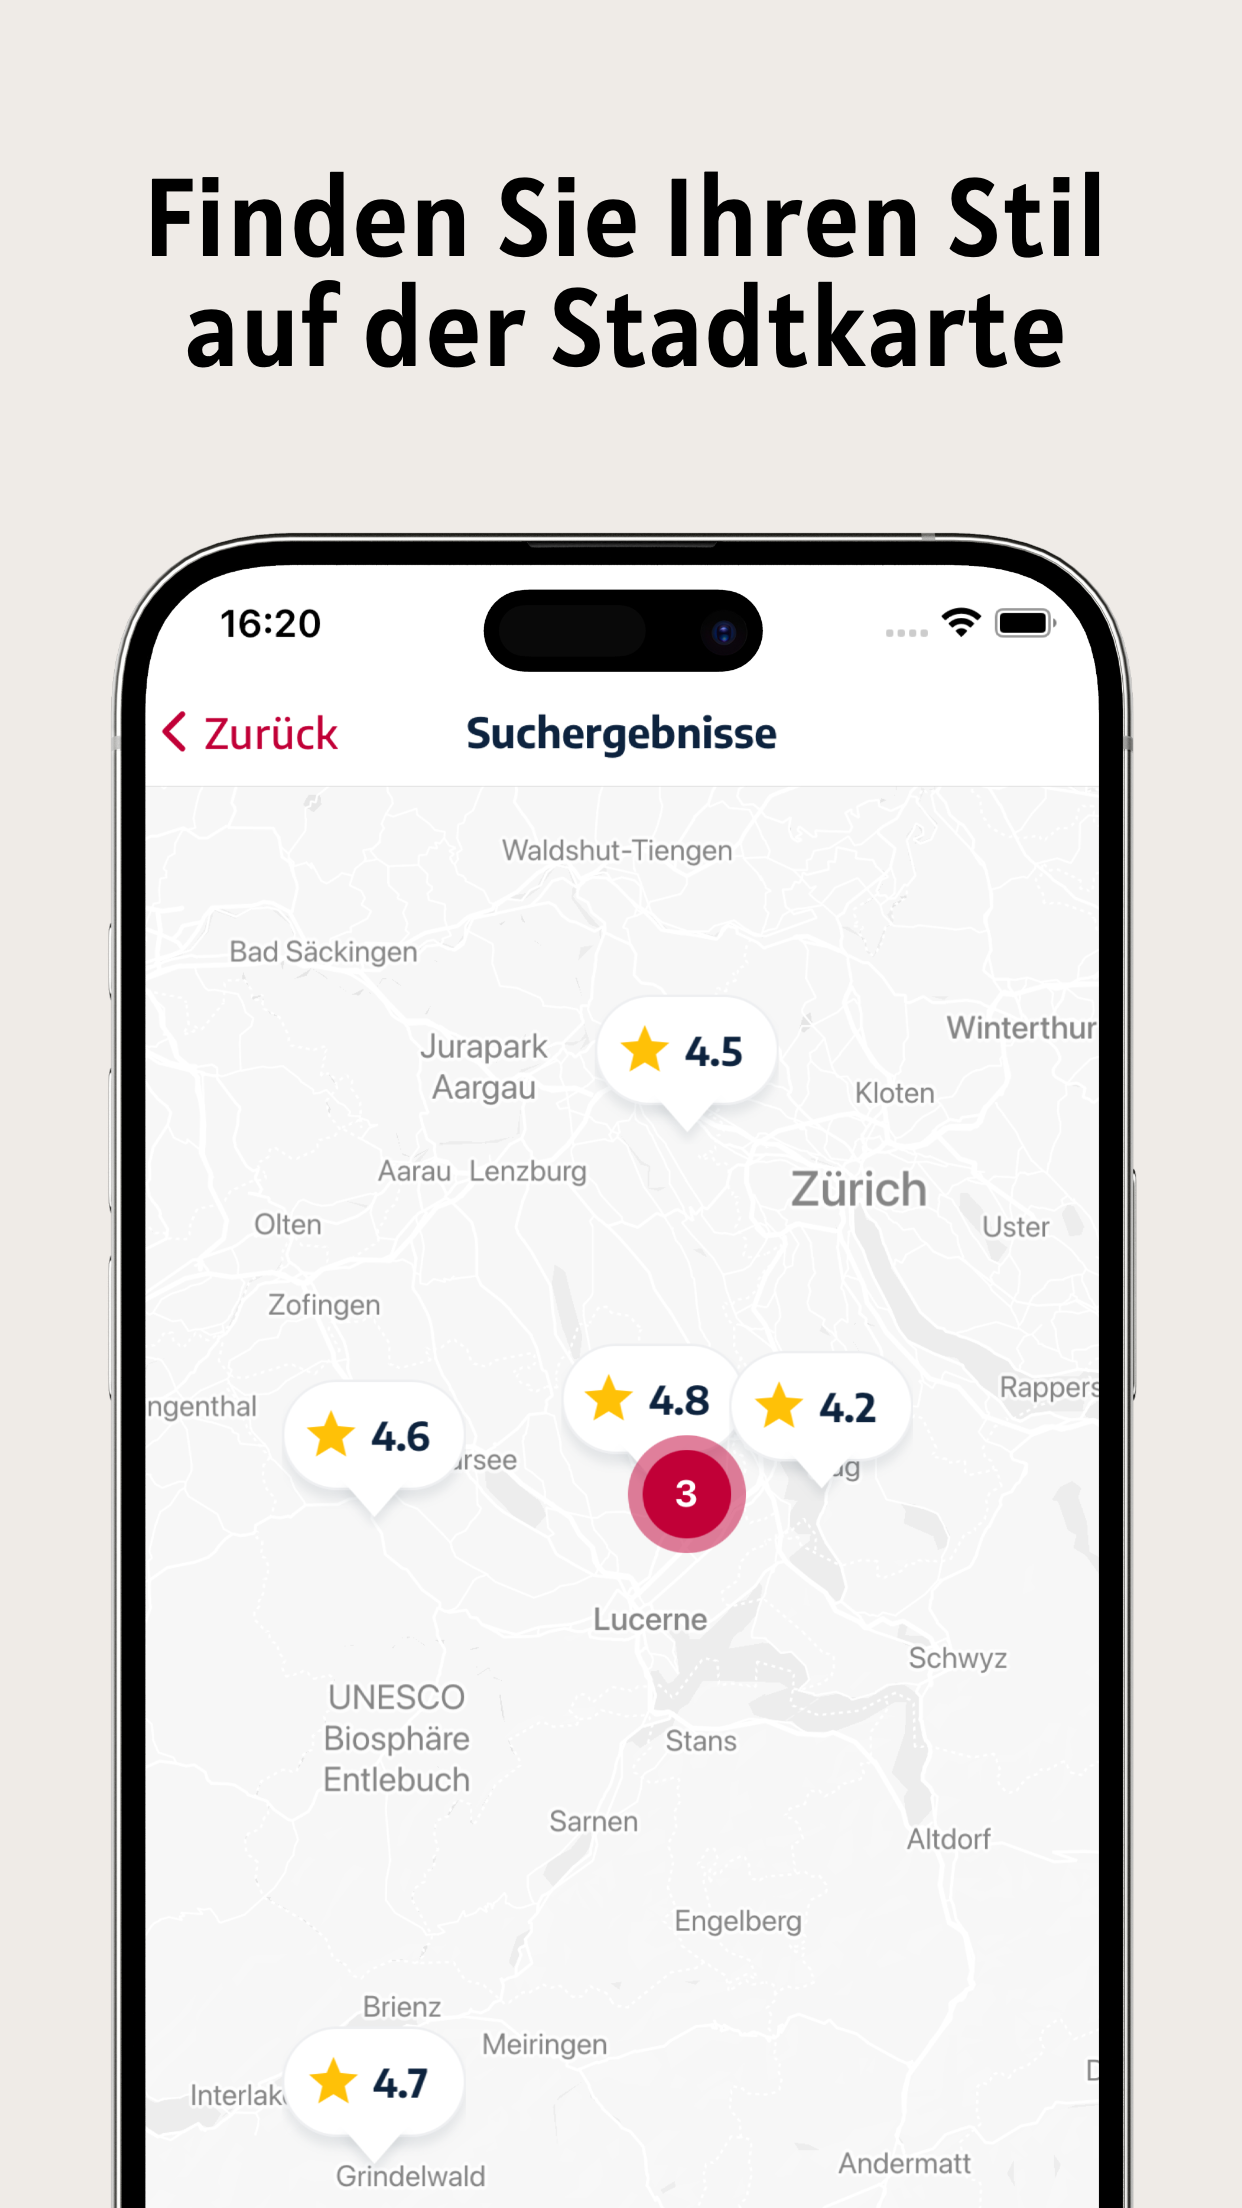 Finden Sie Ihren Stil
auf der Stadtkarte
16:20
Zurück
Suchergebnisse
Waldshut-Tiengen
Bad Säckingen
Winterthur
Jurapark
Aargau
4.5
Kloten
Aarau
Lenzburg
Zürich
Olten
Uster
Zofingen
4.8
4.2
Rappers
ngenthal
4.6
3
Lucerne
Schwyz
UNESCO
Biosphäre
Entlebuch
Stans
Sarnen
Altdorf
Engelberg
Brienz
Meiringen
4.7
Interlak
Grindelwald
Andermatt